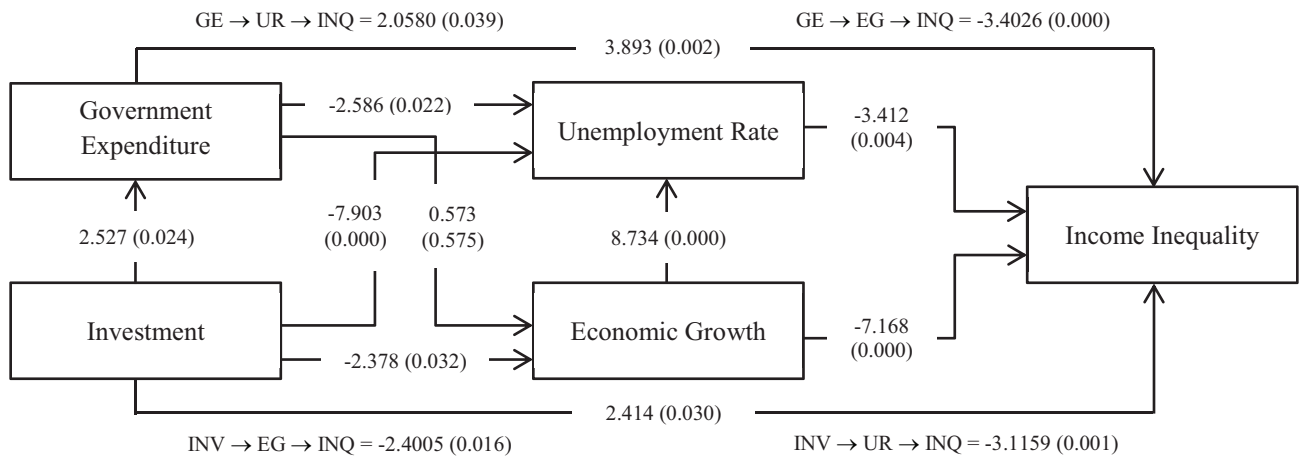 GE → UR → INQ = 2.0580 (0.039)
GE → EG → INQ = -3.4026 (0.000)
3.893 (0.002)
Government
Expenditure
-2.586 (0.022)
Unemployment Rate
-3.412
(0.004)
2.527 (0.024)
-7.903
(0.000)
0.573
(0.575)
8.734 (0.000)
Income Inequality
Investment
-2.378 (0.032)
Economic Growth
-7.168
(0.000)
2.414 (0.030)
INV → EG → INQ = -2.4005 (0.016)
INV → UR → INQ = -3.1159 (0.001)